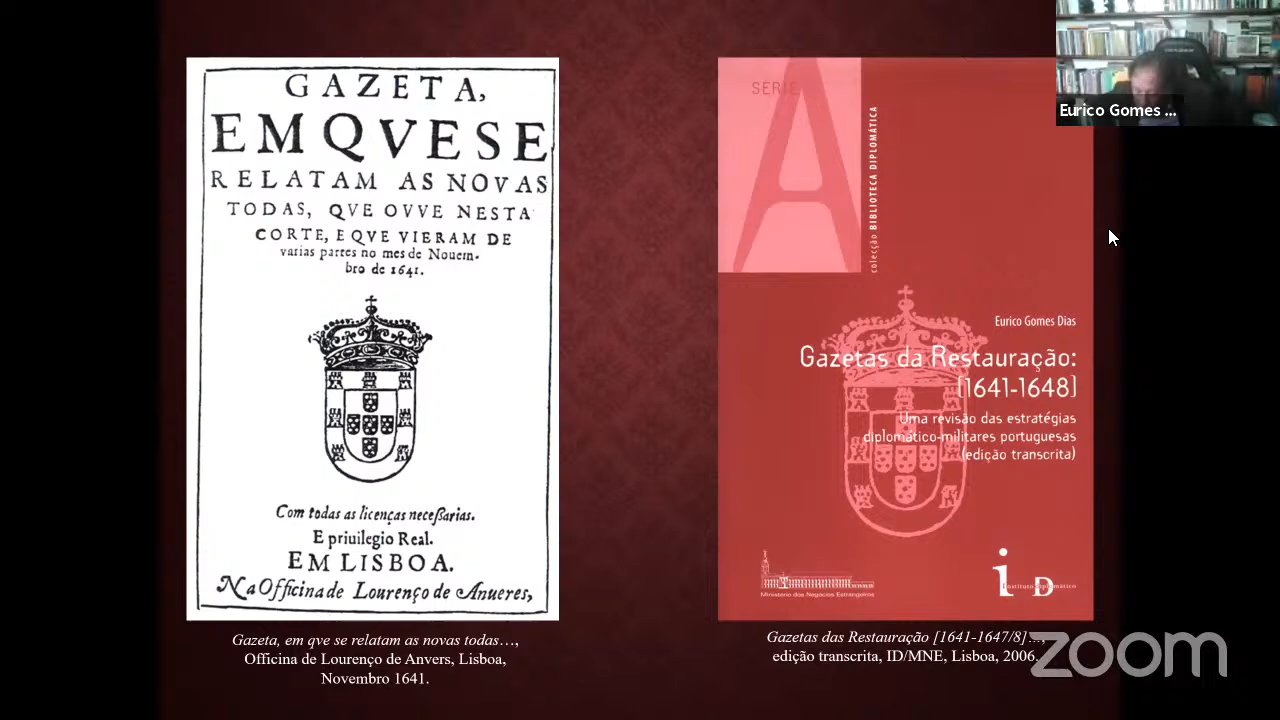 GAZETA,
EM QVE SE
RELATAM AS NOVAS
TODAS, QVE OVVE NESTA
CORTE, E QVE VIERAM DE
varias partes no mes de Nouem-
bro de 1641.
Com todas as licenças neceſſarias.
E priuilegio Real.
EM LISBOA.
Na Officina de Lourenço de Anueres,
Gazeta, em qve se relatam as novas todas…,
Officina de Lourenço de Anvers, Lisboa,
Novembro 1641.
SÉRIE
A
colecção BIBLIOTECA DIPLOMÁTICA
Eurico Gomes Dias
Gazetas da Restauração:
[1641-1648]
Uma revisão das estratégias
diplomático-militares portuguesas
(edição transcrita)
Ministério dos Negócios Estrangeiros
iD
Instituto Diplomático
Gazetas das Restauração [1641-1647/8]…,
edição transcrita, ID/MNE, Lisboa, 2006.
Eurico Gomes ...
zoom